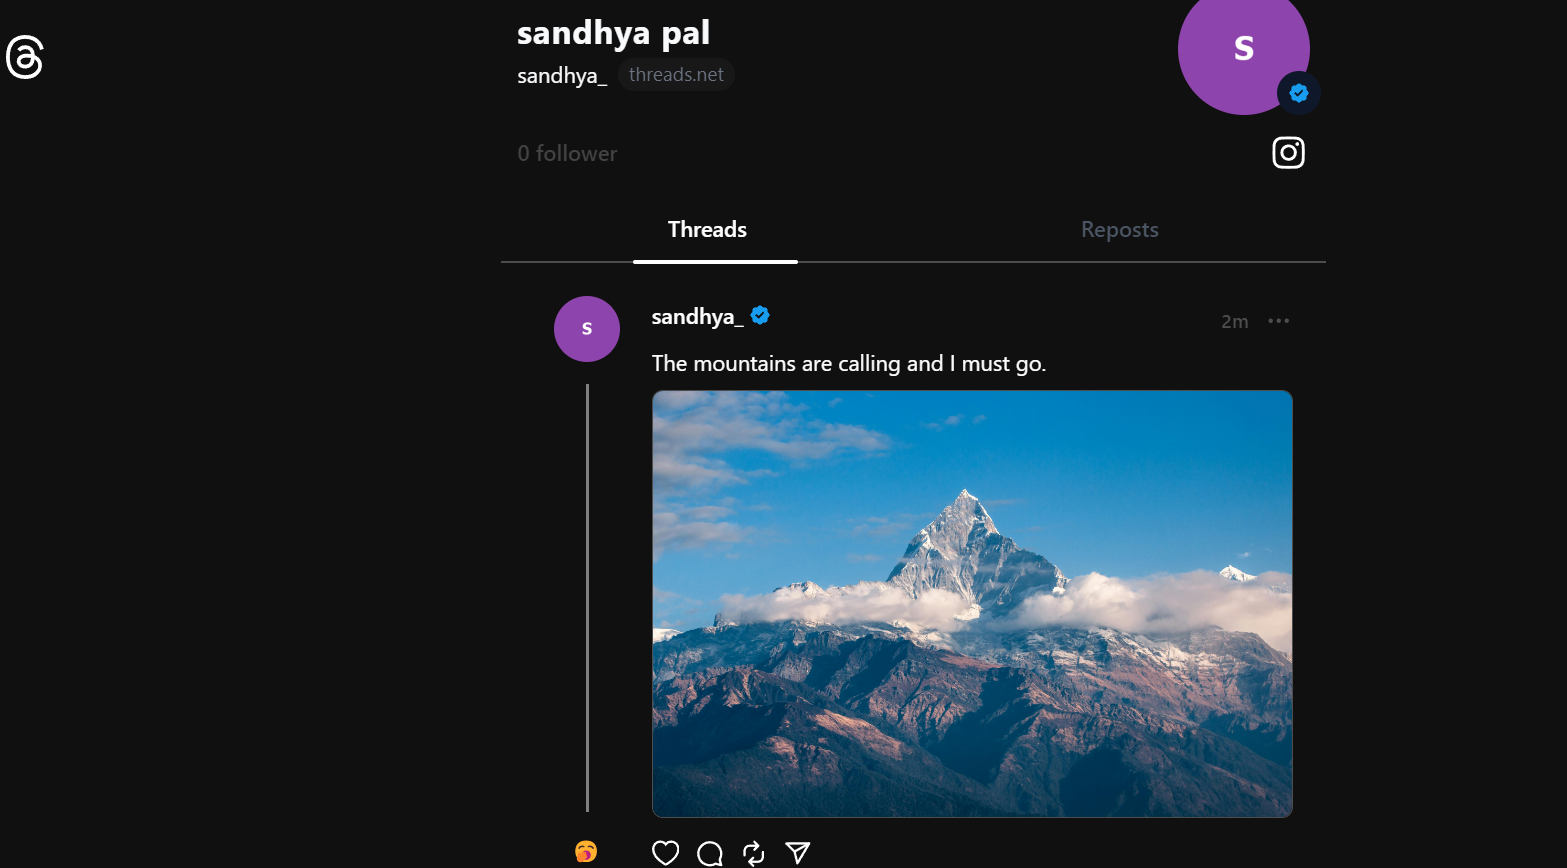 sandhya pal
sandhya_ threads.net
S
0 follower
Threads Reposts
S
sandhya_ 2m
The mountains are calling and I must go.